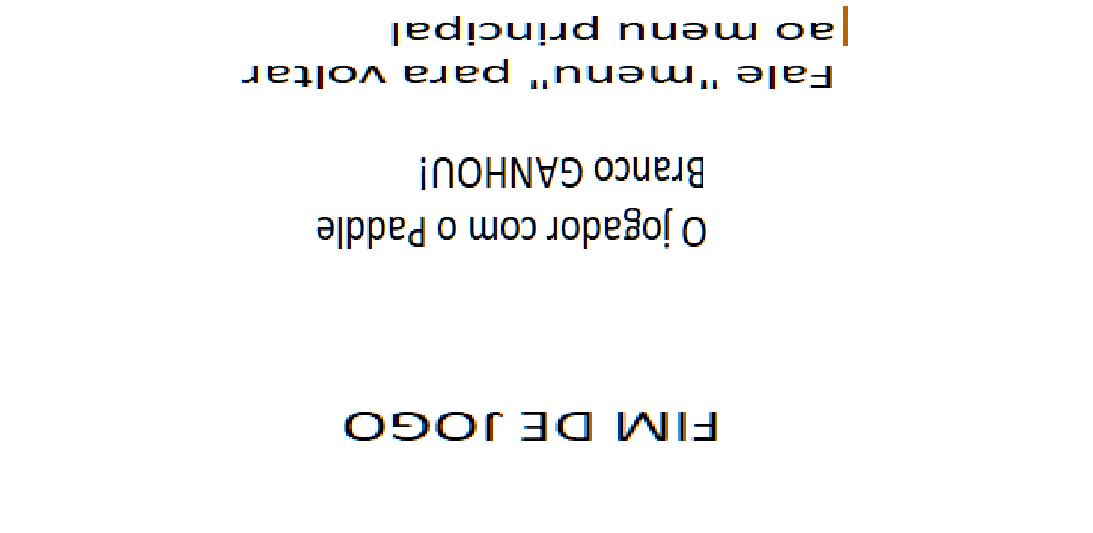 FIM DE JOGO
O jogador com o Paddle
Branco GANHOU!
Fale "menu" para voltar
ao menu principal